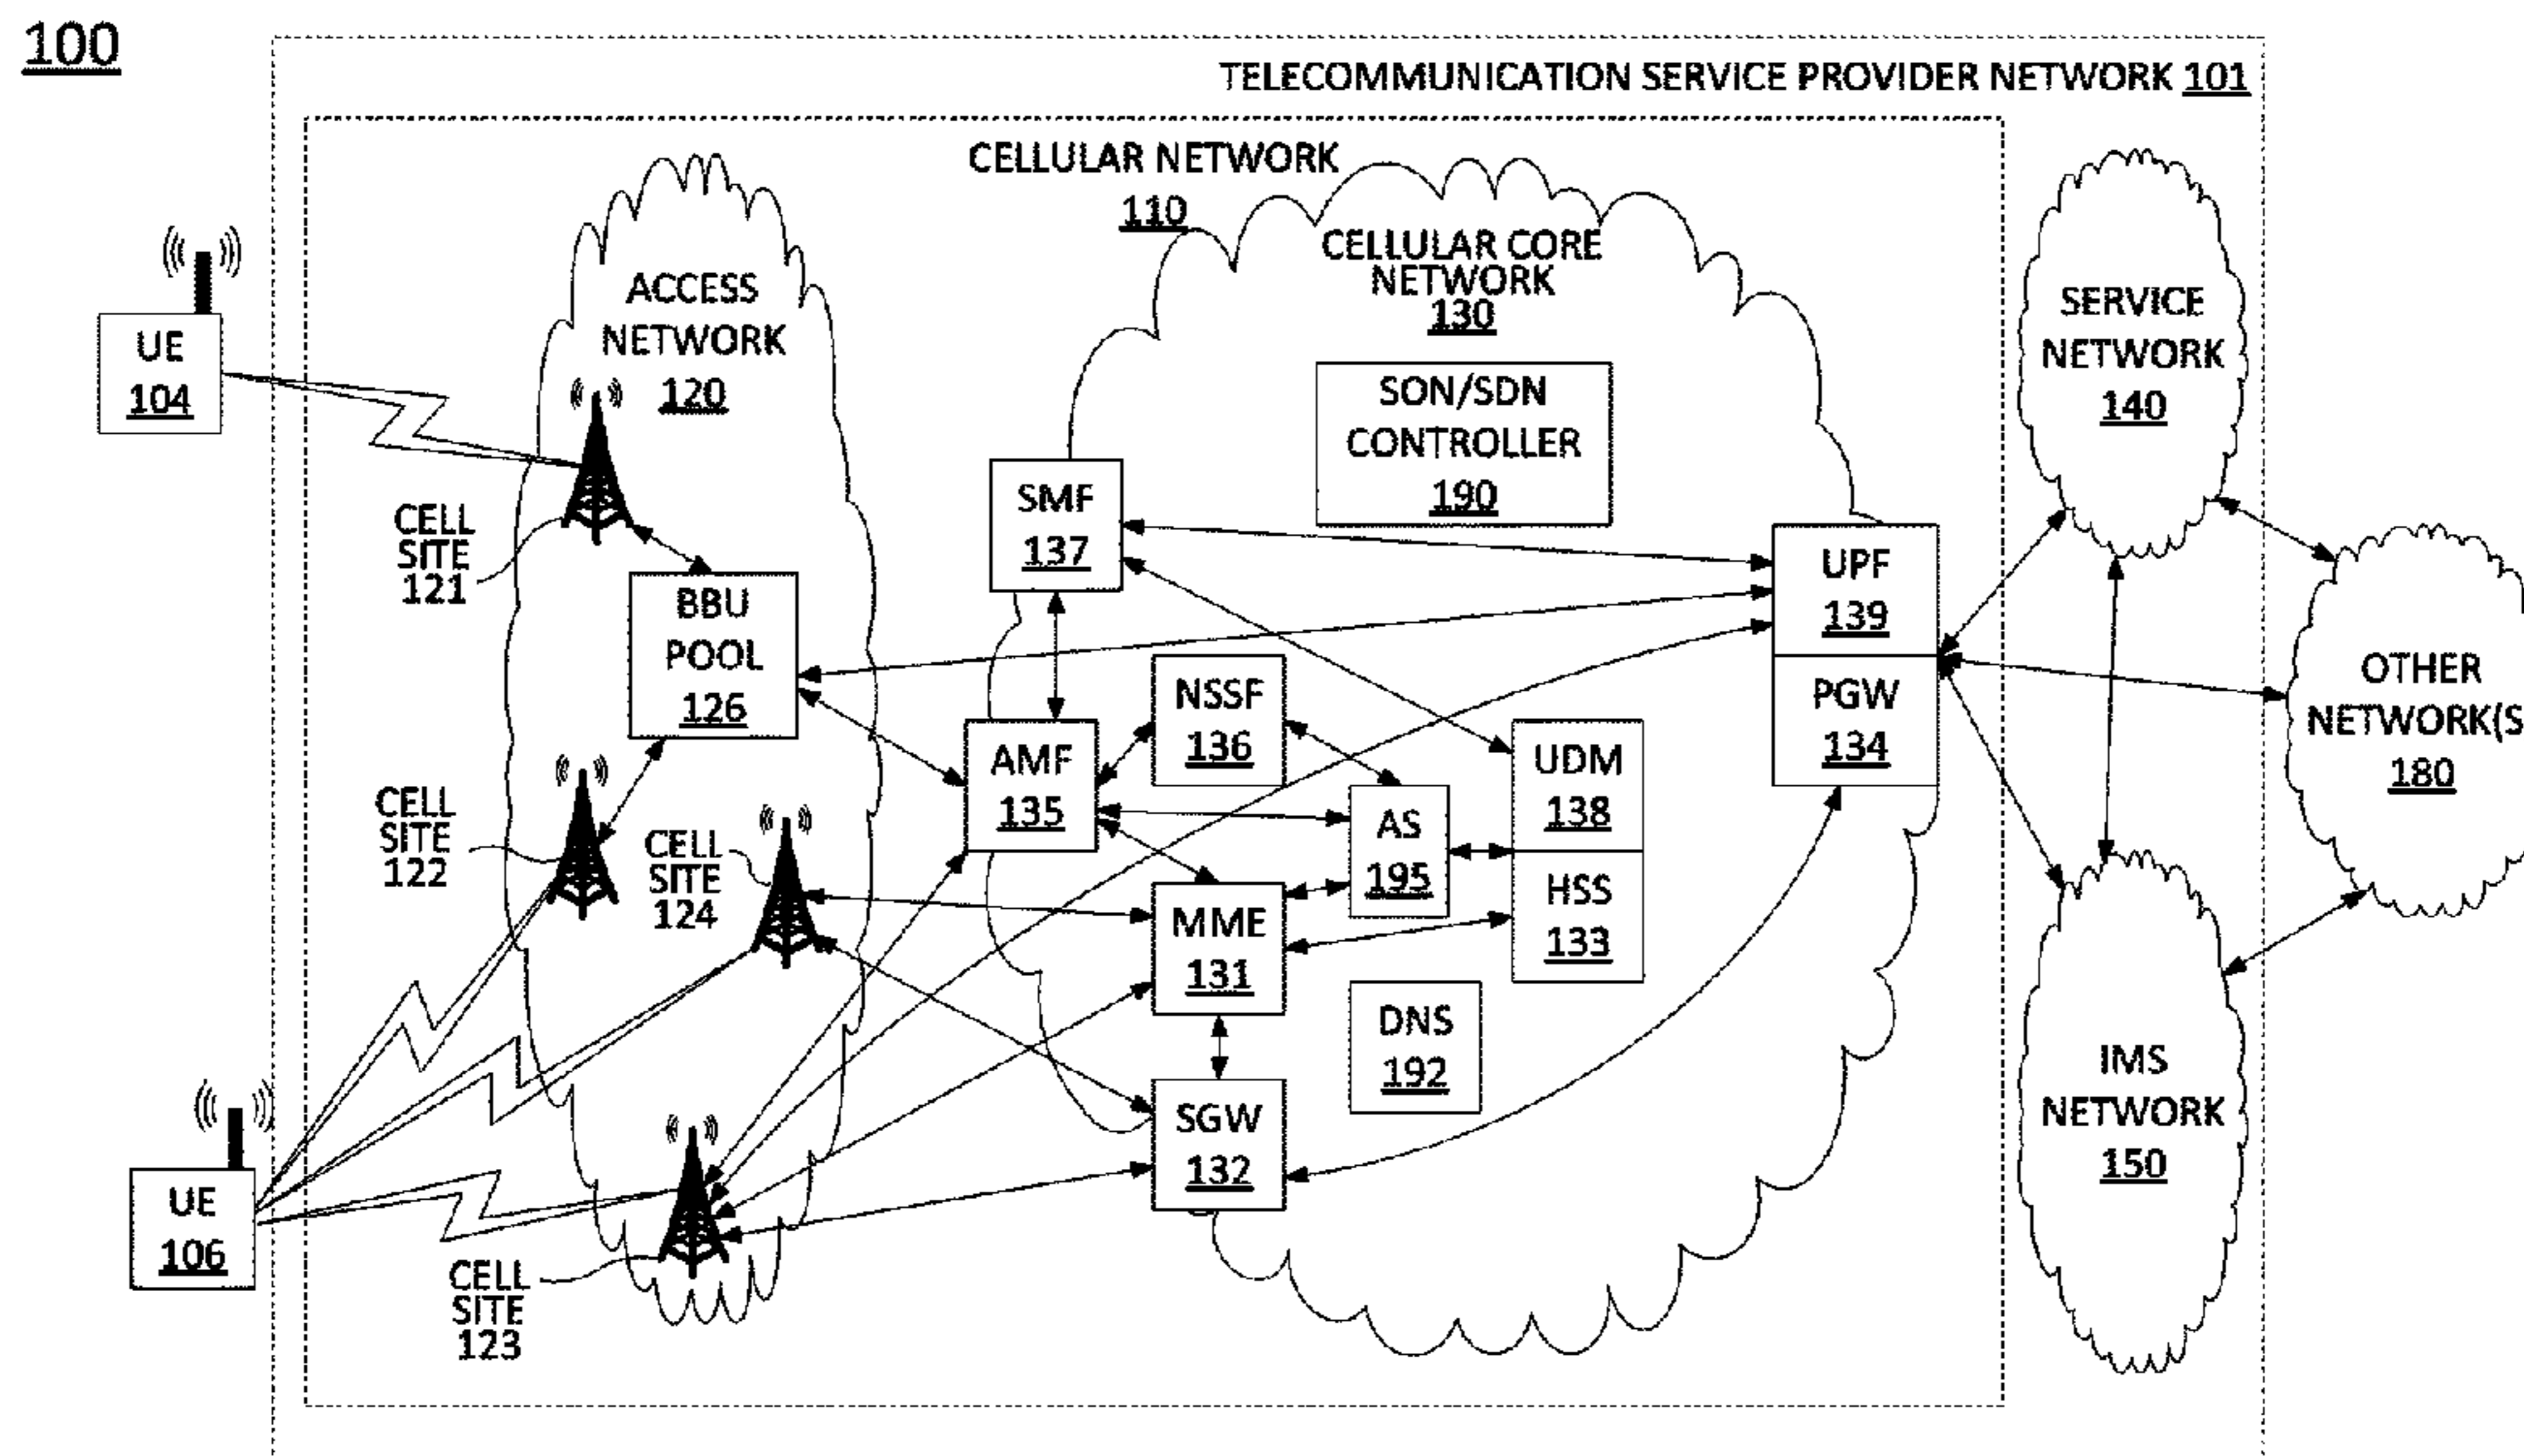 100
TELECOMMUNICATION SERVICE PROVIDER NETWORK 101
CELLULAR NETWORK
110
CELLULAR CORE
NETWORK
130
ACCESS
NETWORK
120
SERVICE
NETWORK
140
UE
104
SON/SDN
CONTROLLER
190
CELL
SITE
121
SMF
137
BBU
POOL
126
UPF
139
PGW
134
OTHER
NETWORK(S
180
NSSF
136
AMF
135
UDM
138
AS
195
HSS
133
CELL
SITE
122
CELL
SITE
124
MME
131
DNS
192
SGW
132
IMS
NETWORK
150
UE
106
CELL
SITE
123